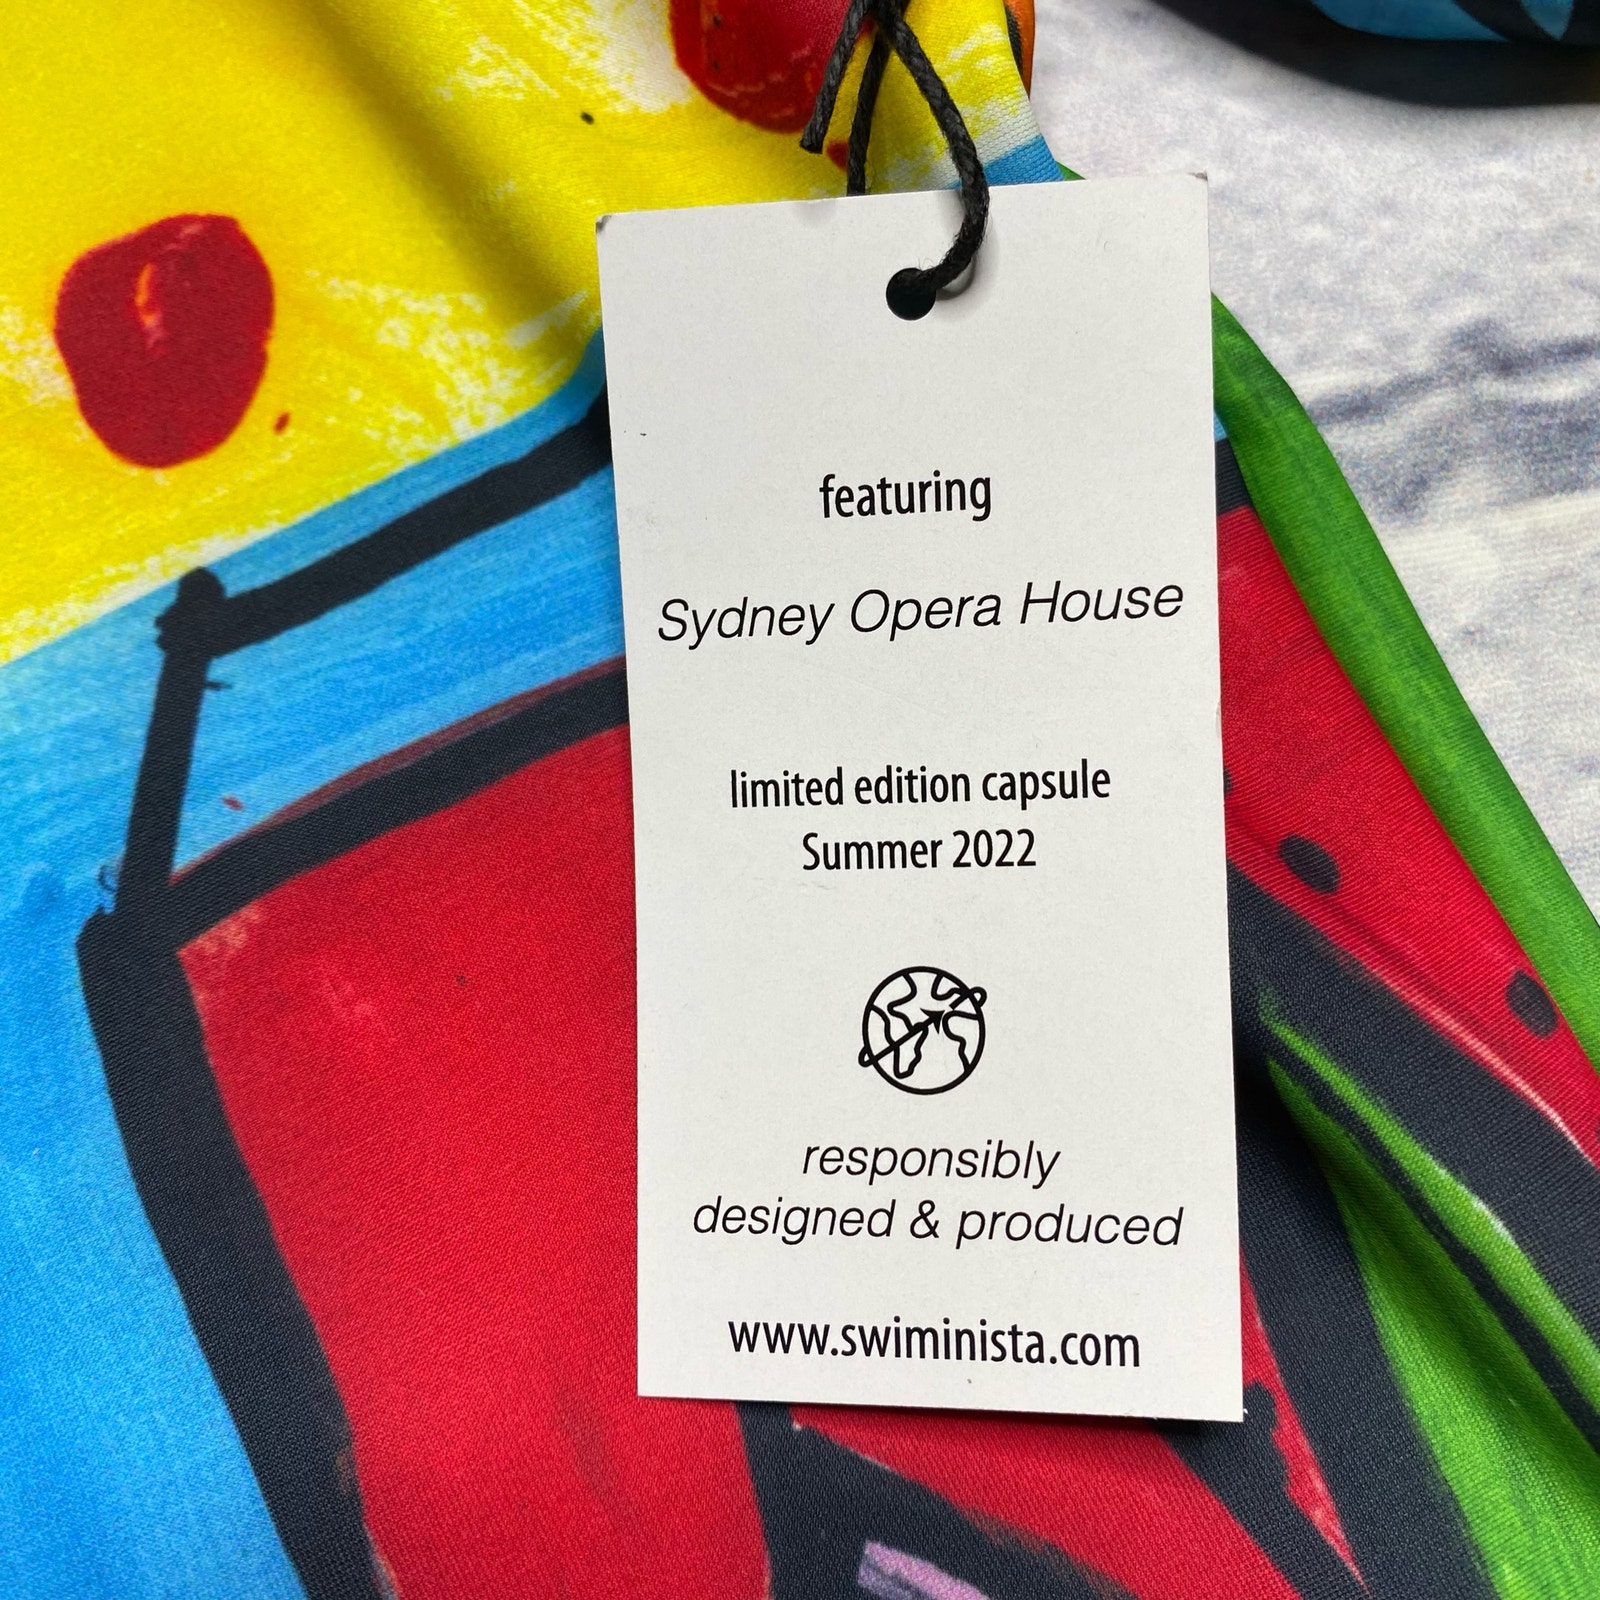 featuring
Sydney Opera House
limited edition capsule
Summer 2022
responsibly
designed & produced
www.swiminista.com